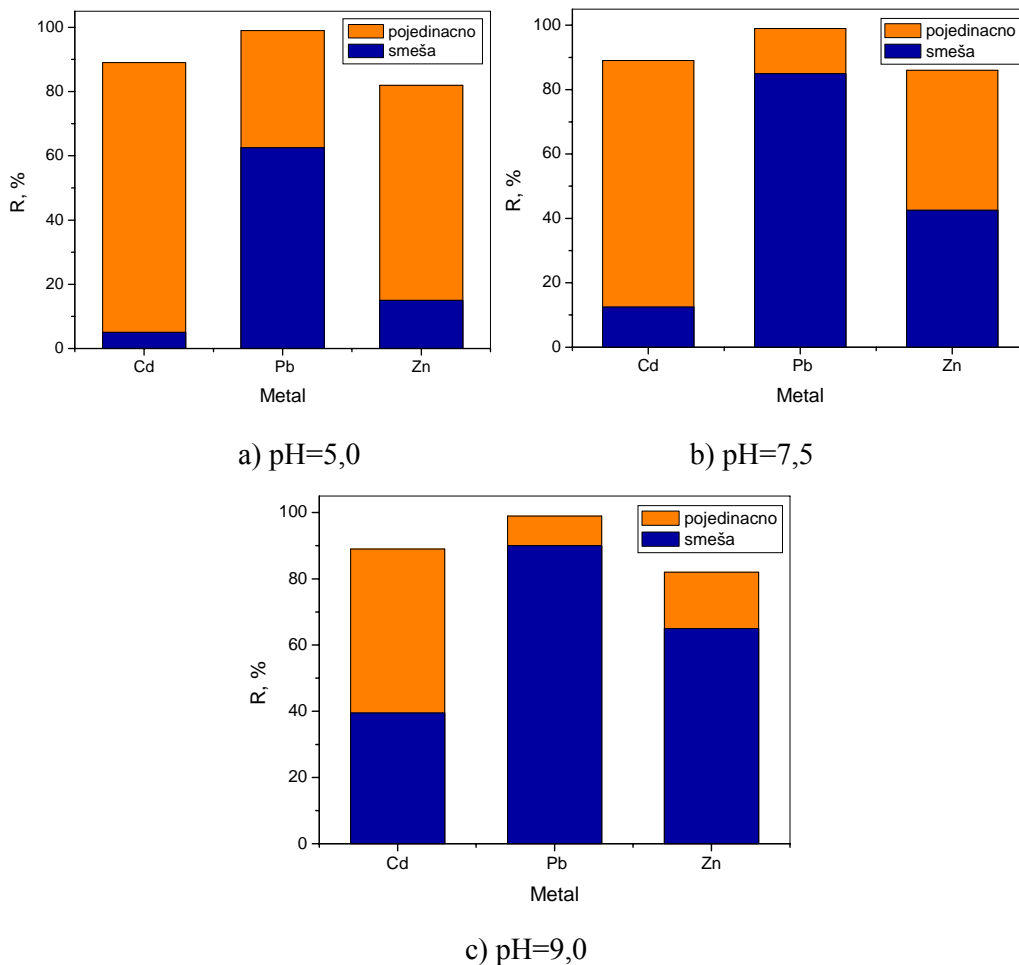 100
80
60
40
20
0
R, %
pojedinacno
smeša
Cd Pb Zn
Metal
a) pH=5,0
100
80
60
40
20
0
R, %
pojedinacno
smeša
Cd Pb Zn
Metal
b) pH=7,5
100
80
60
40
20
0
R, %
pojedinacno
smeša
Cd Pb Zn
Metal
c) pH=9,0